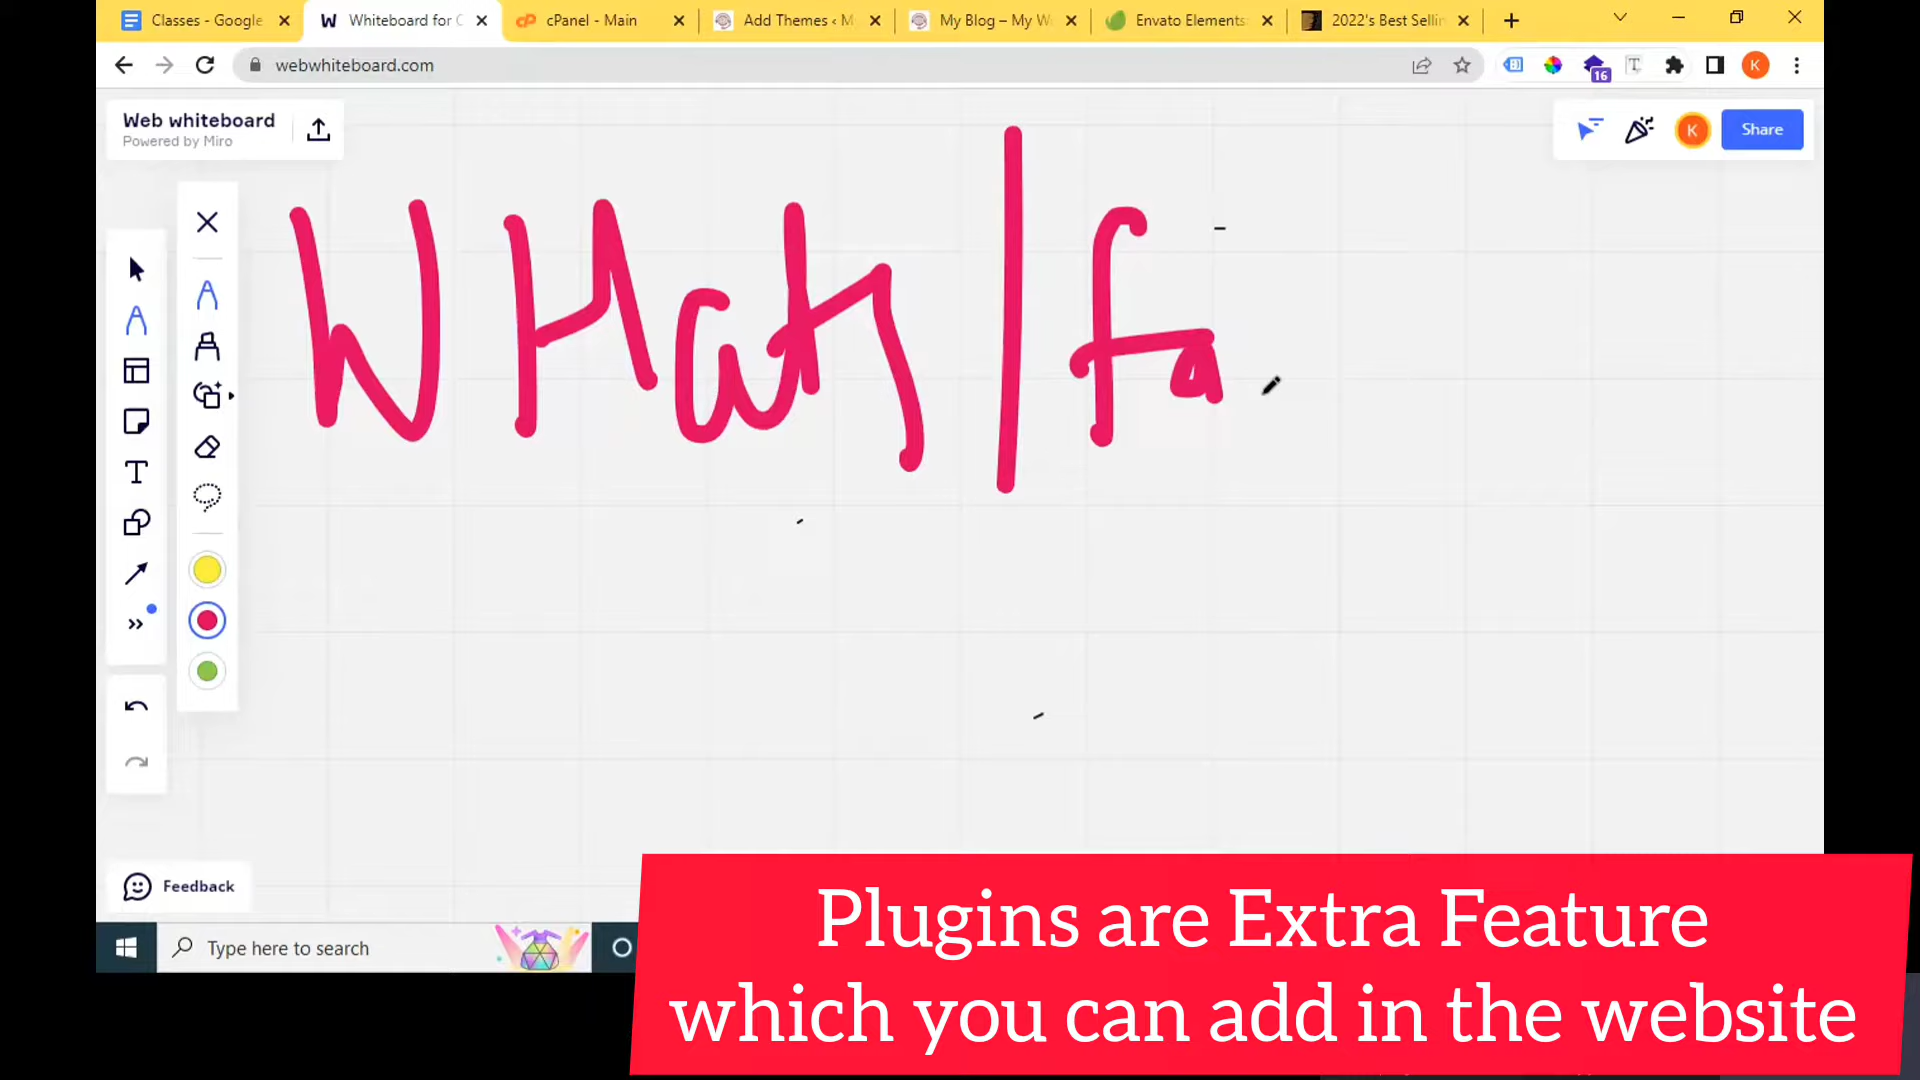 Classes - Google
Whiteboard for C
cPanel - Main
Add Themes ‹ M
My Blog – My W
Envato Elements
2022's Best Sellin
webwhiteboard.com
16
K
Web whiteboard
Powered by Miro
K
Share
WHats | fa
T
Feedback
Type here to search
Plugins are Extra Feature
which you can add in the website